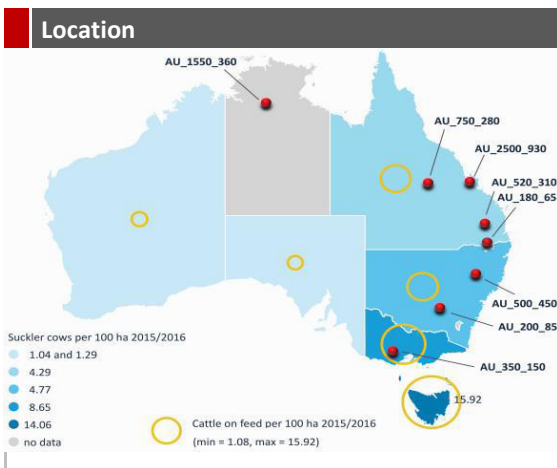 Location
AU_1550_360
AU_750_280
AU_2500_930
AU_520_310
AU_180_65
AU_500_450
AU_200_85
AU_350_150
15.92
Suckler cows per 100 ha 2015/2016
1.04 and 1.29
4.29
4.77
8.65
14.06
no data
Cattle on feed per 100 ha 2015/2016
(min = 1.08, max = 15.92)